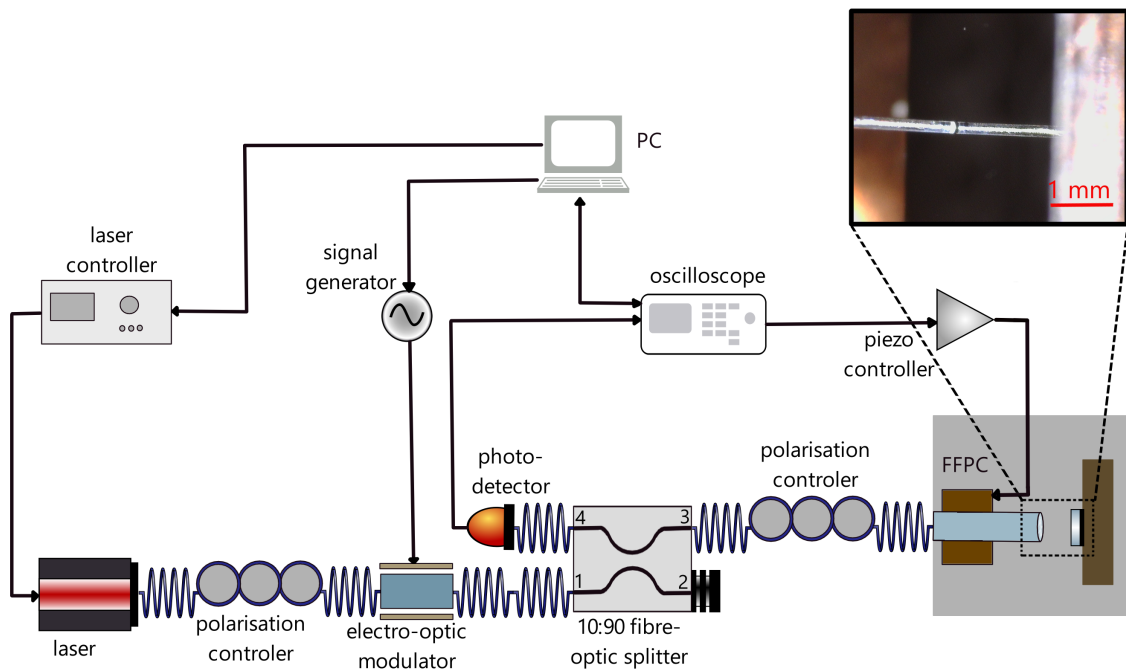 PC
1 mm
laser
controller
signal
generator
oscilloscope
piezo
controller
photo-
detector
polarisation
controler
FFPC
4
3
1
2
laser
polarisation
controler
electro-optic
modulator
10:90 fibre-
optic splitter